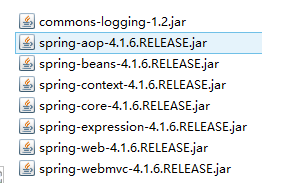 commons-logging-1.2.jar
spring-aop-4.1.6.RELEASE.jar
spring-beans-4.1.6.RELEASE.jar
spring-context-4.1.6.RELEASE.jar
spring-core-4.1.6.RELEASE.jar
spring-expression-4.1.6.RELEASE.jar
spring-web-4.1.6.RELEASE.jar
spring-webmvc-4.1.6.RELEASE.jar